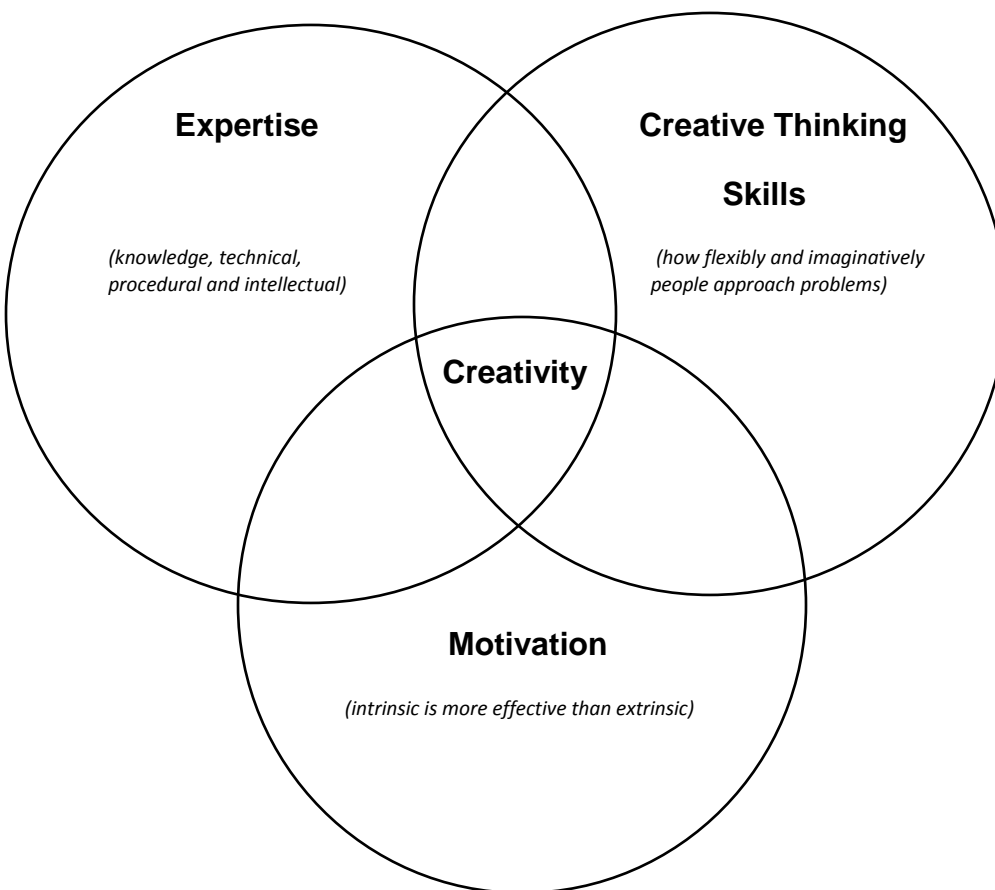 Expertise
(knowledge, technical,
procedural and intellectual)
Creative Thinking
Skills
(how flexibly and imaginatively
people approach problems)
Creativity
Motivation
(intrinsic is more effective than extrinsic)